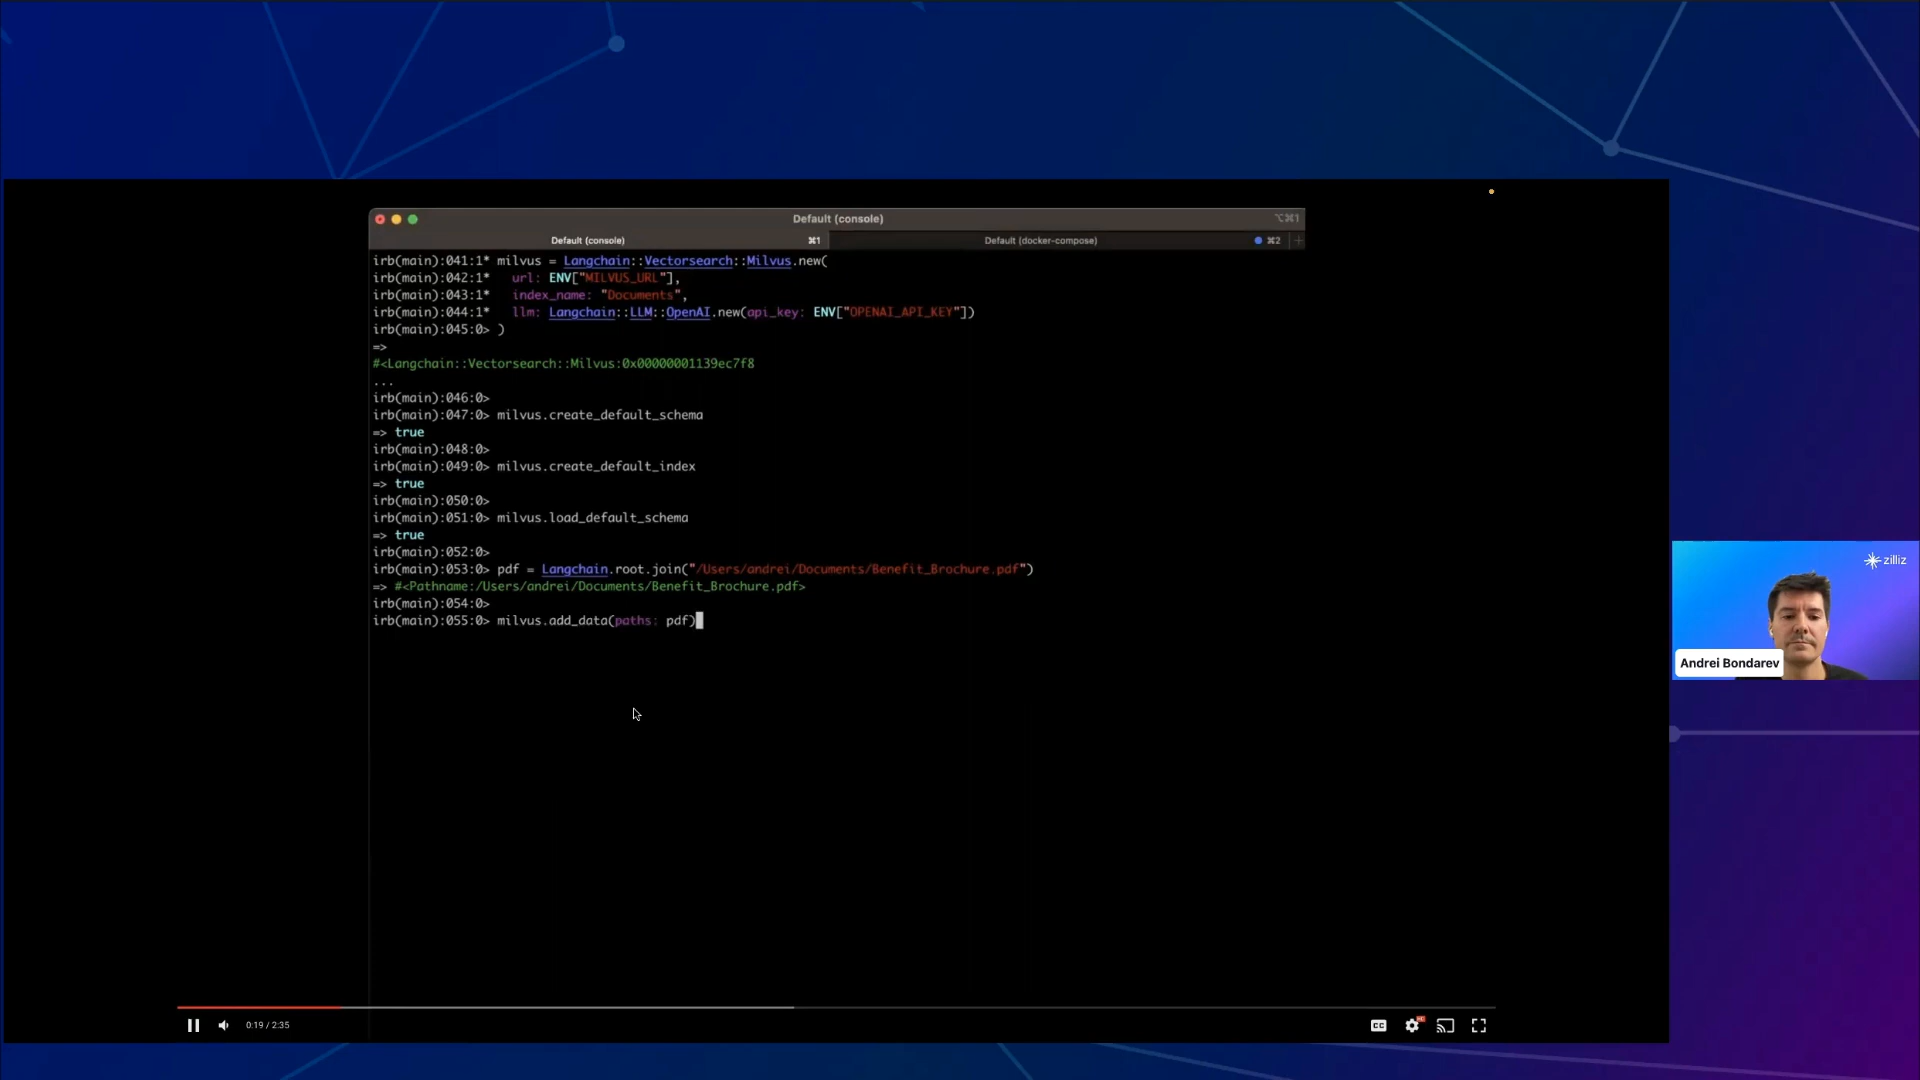 Default (console)
⌥⌘1
Default (console) ⌘1 Default (docker-compose) ⌘2 +
irb(main):041:1* milvus = Langchain::Vectorsearch::Milvus.new(
irb(main):042:1*   url: ENV["MILVUS_URL"],
irb(main):043:1*   index_name: "Documents",
irb(main):044:1*   llm: Langchain::LLM::OpenAI.new(api_key: ENV["OPENAI_API_KEY"])
irb(main):045:0> )
=>
#<Langchain::Vectorsearch::Milvus:0x00000001139ec7f8
...
irb(main):046:0>
irb(main):047:0> milvus.create_default_schema
=> true
irb(main):048:0>
irb(main):049:0> milvus.create_default_index
=> true
irb(main):050:0>
irb(main):051:0> milvus.load_default_schema
=> true
irb(main):052:0>
irb(main):053:0> pdf = Langchain.root.join("/Users/andrei/Documents/Benefit_Brochure.pdf")
=> #<Pathname:/Users/andrei/Documents/Benefit_Brochure.pdf>
irb(main):054:0>
irb(main):055:0> milvus.add_data(paths: pdf)
zilliz
Andrei Bondarev
0:19 / 2:35
CC
HD